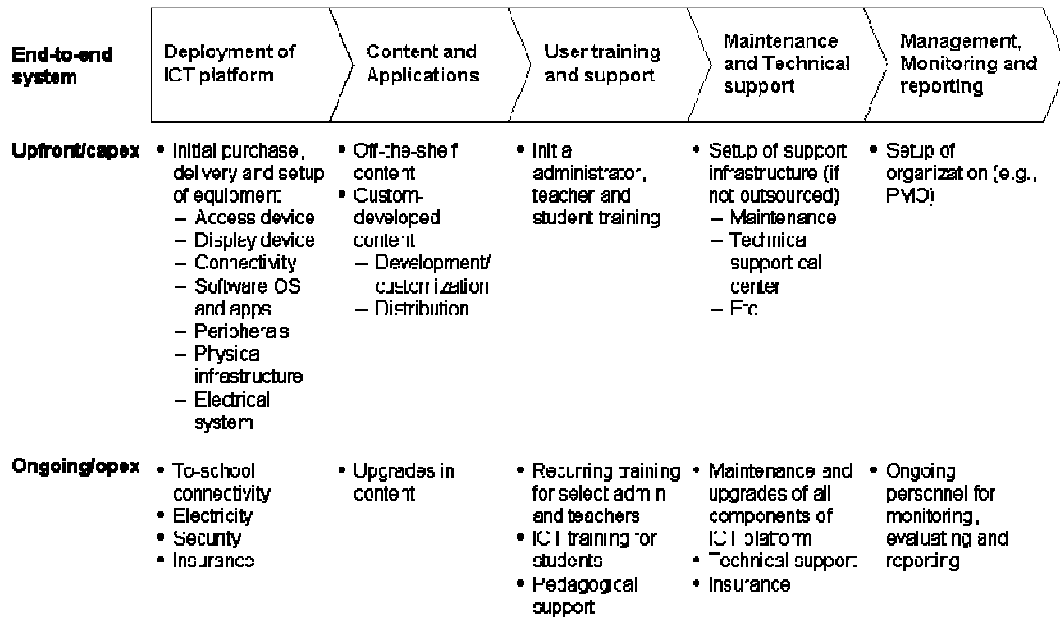 End-to-end
system
Deployment of
ICT platform
Content and
Applications
User training
and support
Maintenance
and Technical
support
Management,
Monitoring and
reporting
Upfront/capex
• Initial purchase,
delivery and setup
of equipment
– Access device
– Display device
– Connectivity
– Software OS
and apps
– Peripherals
– Physical
infrastructure
– Electrical
system
• Off-the-shelf
content
• Custom-
developed
content
– Development/
customization
– Distribution
• Initial
administrator,
teacher and
student training
• Setup of support
infrastructure (if
not outsourced)
– Maintenance
– Technical
support call
center
– Etc
• Setup of
organization (e.g.,
PMO)
Ongoing/opex
• To-school
connectivity
• Electricity
• Security
• Insurance
• Upgrades in
content
• Recurring training
for select admin
and teachers
• ICT training for
students
• Pedagogical
support
• Maintenance and
upgrades of all
components of
ICT platform
• Technical support
• Insurance
• Ongoing
personnel for
monitoring,
evaluating and
reporting